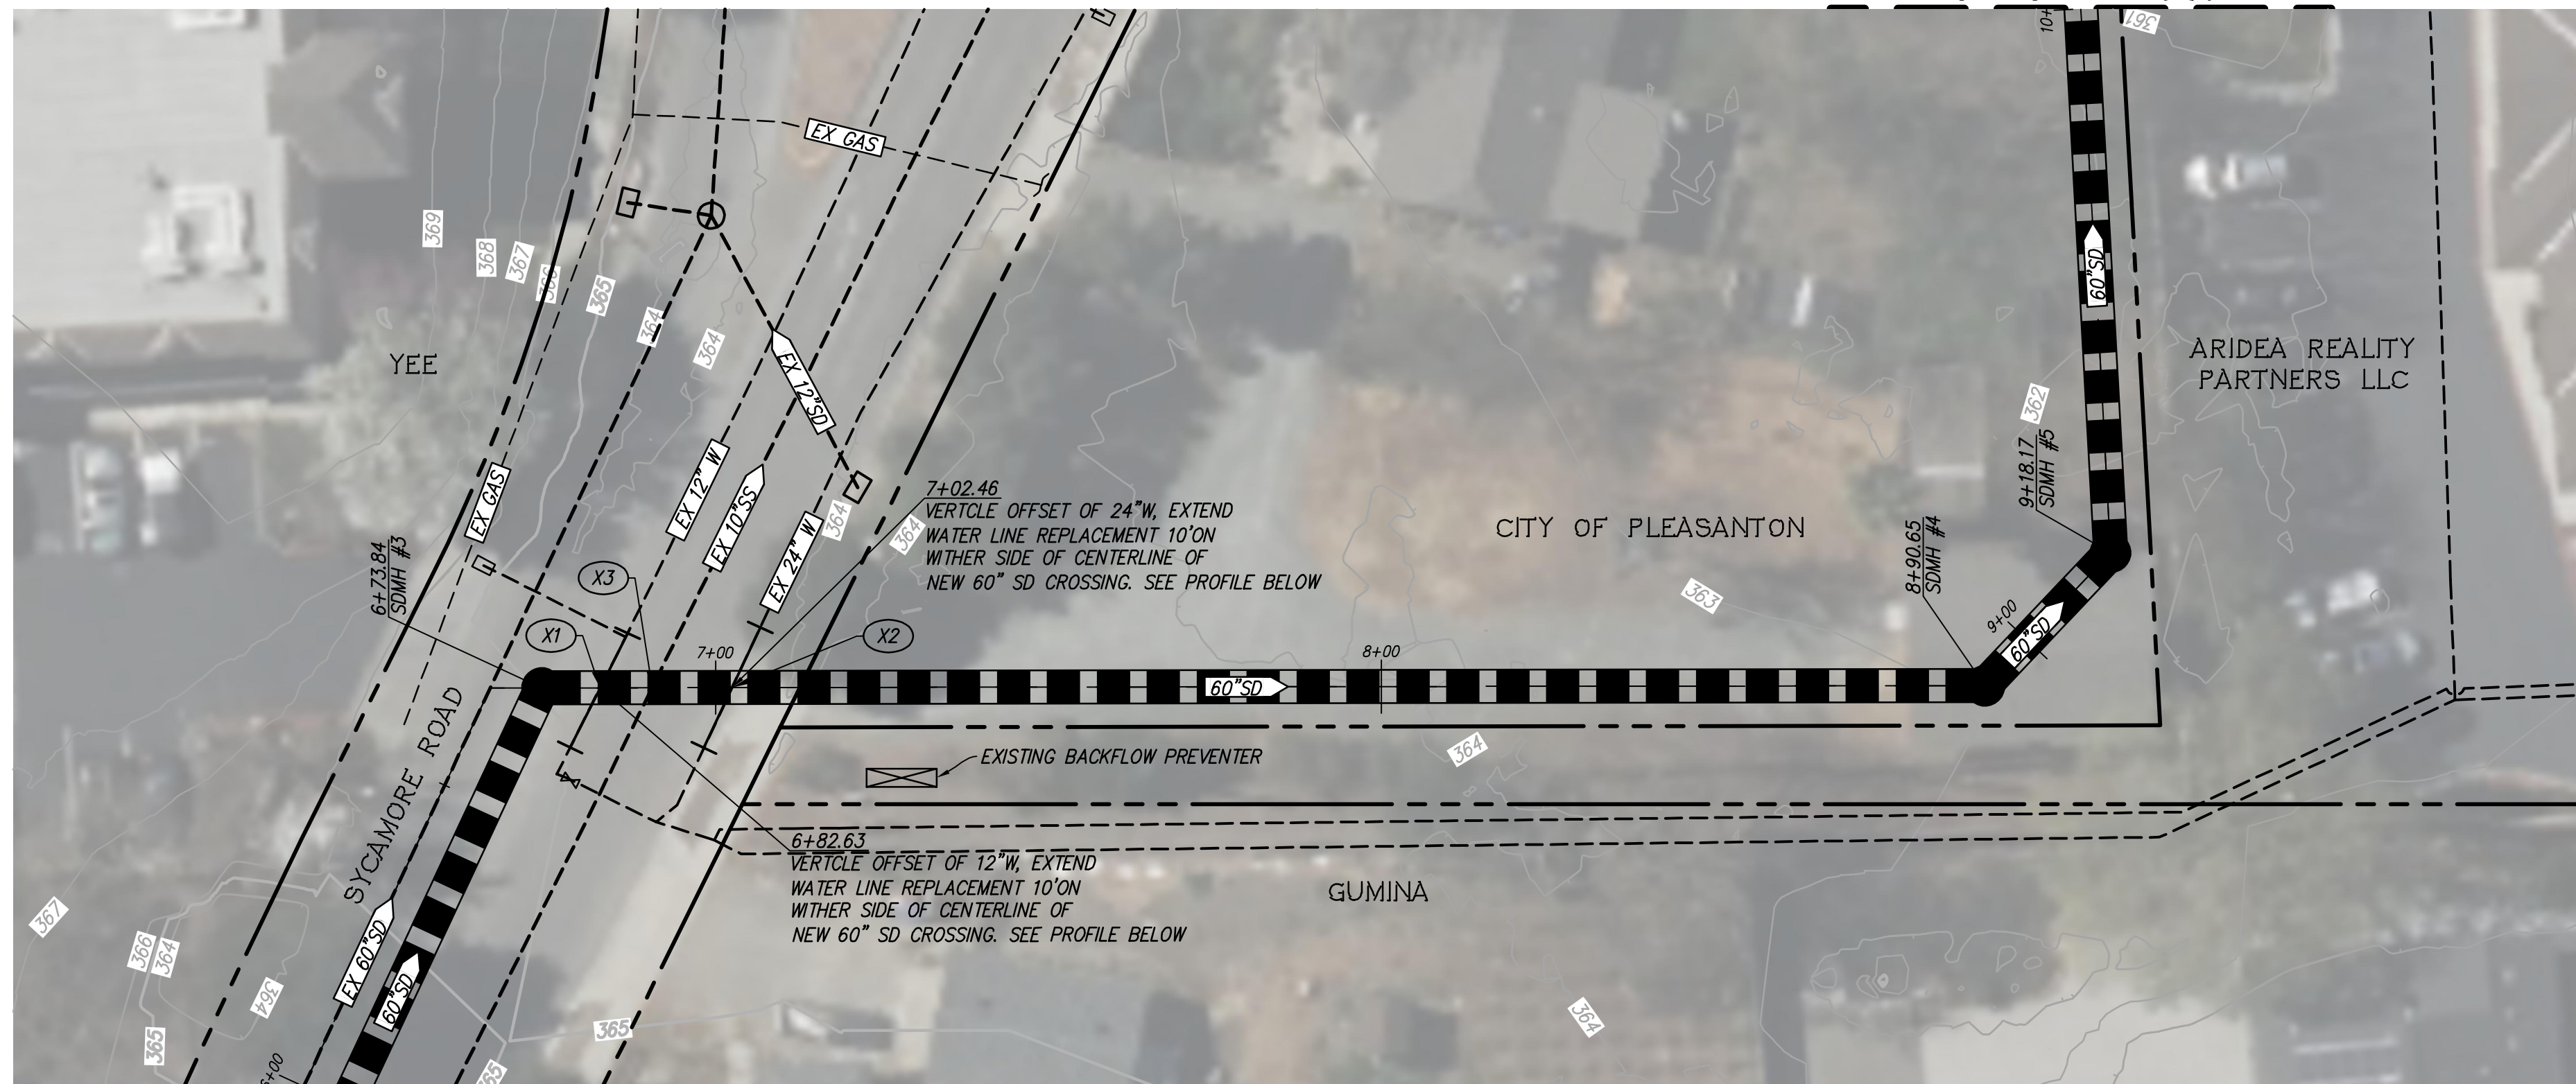 10+
361
EX GAS
369
368
367
366
365
364
364
YEE
EX 12"SD
60"SD
ARIDEA REALITY
PARTNERS LLC
362
EX GAS
EX 12" W
EX 10"SS
EX 24" W
364
364
7+02.46
VERTCLE OFFSET OF 24"W, EXTEND
WATER LINE REPLACEMENT 10'ON
WITHER SIDE OF CENTERLINE OF
NEW 60" SD CROSSING. SEE PROFILE BELOW
CITY OF PLEASANTON
9+18.17
SDMH #5
8+90.65
SDMH #4
6+73.84
SDMH #3
X3
X1
X2
363
7+00
8+00
9+00
60"SD
60"SD
SYCAMORE ROAD
EXISTING BACKFLOW PREVENTER
364
6+82.63
VERTCLE OFFSET OF 12"W, EXTEND
WATER LINE REPLACEMENT 10'ON
WITHER SIDE OF CENTERLINE OF
NEW 60" SD CROSSING. SEE PROFILE BELOW
GUMINA
367
366
364
364
EX 60"SD
60"SD
365
365
364
6+00
365